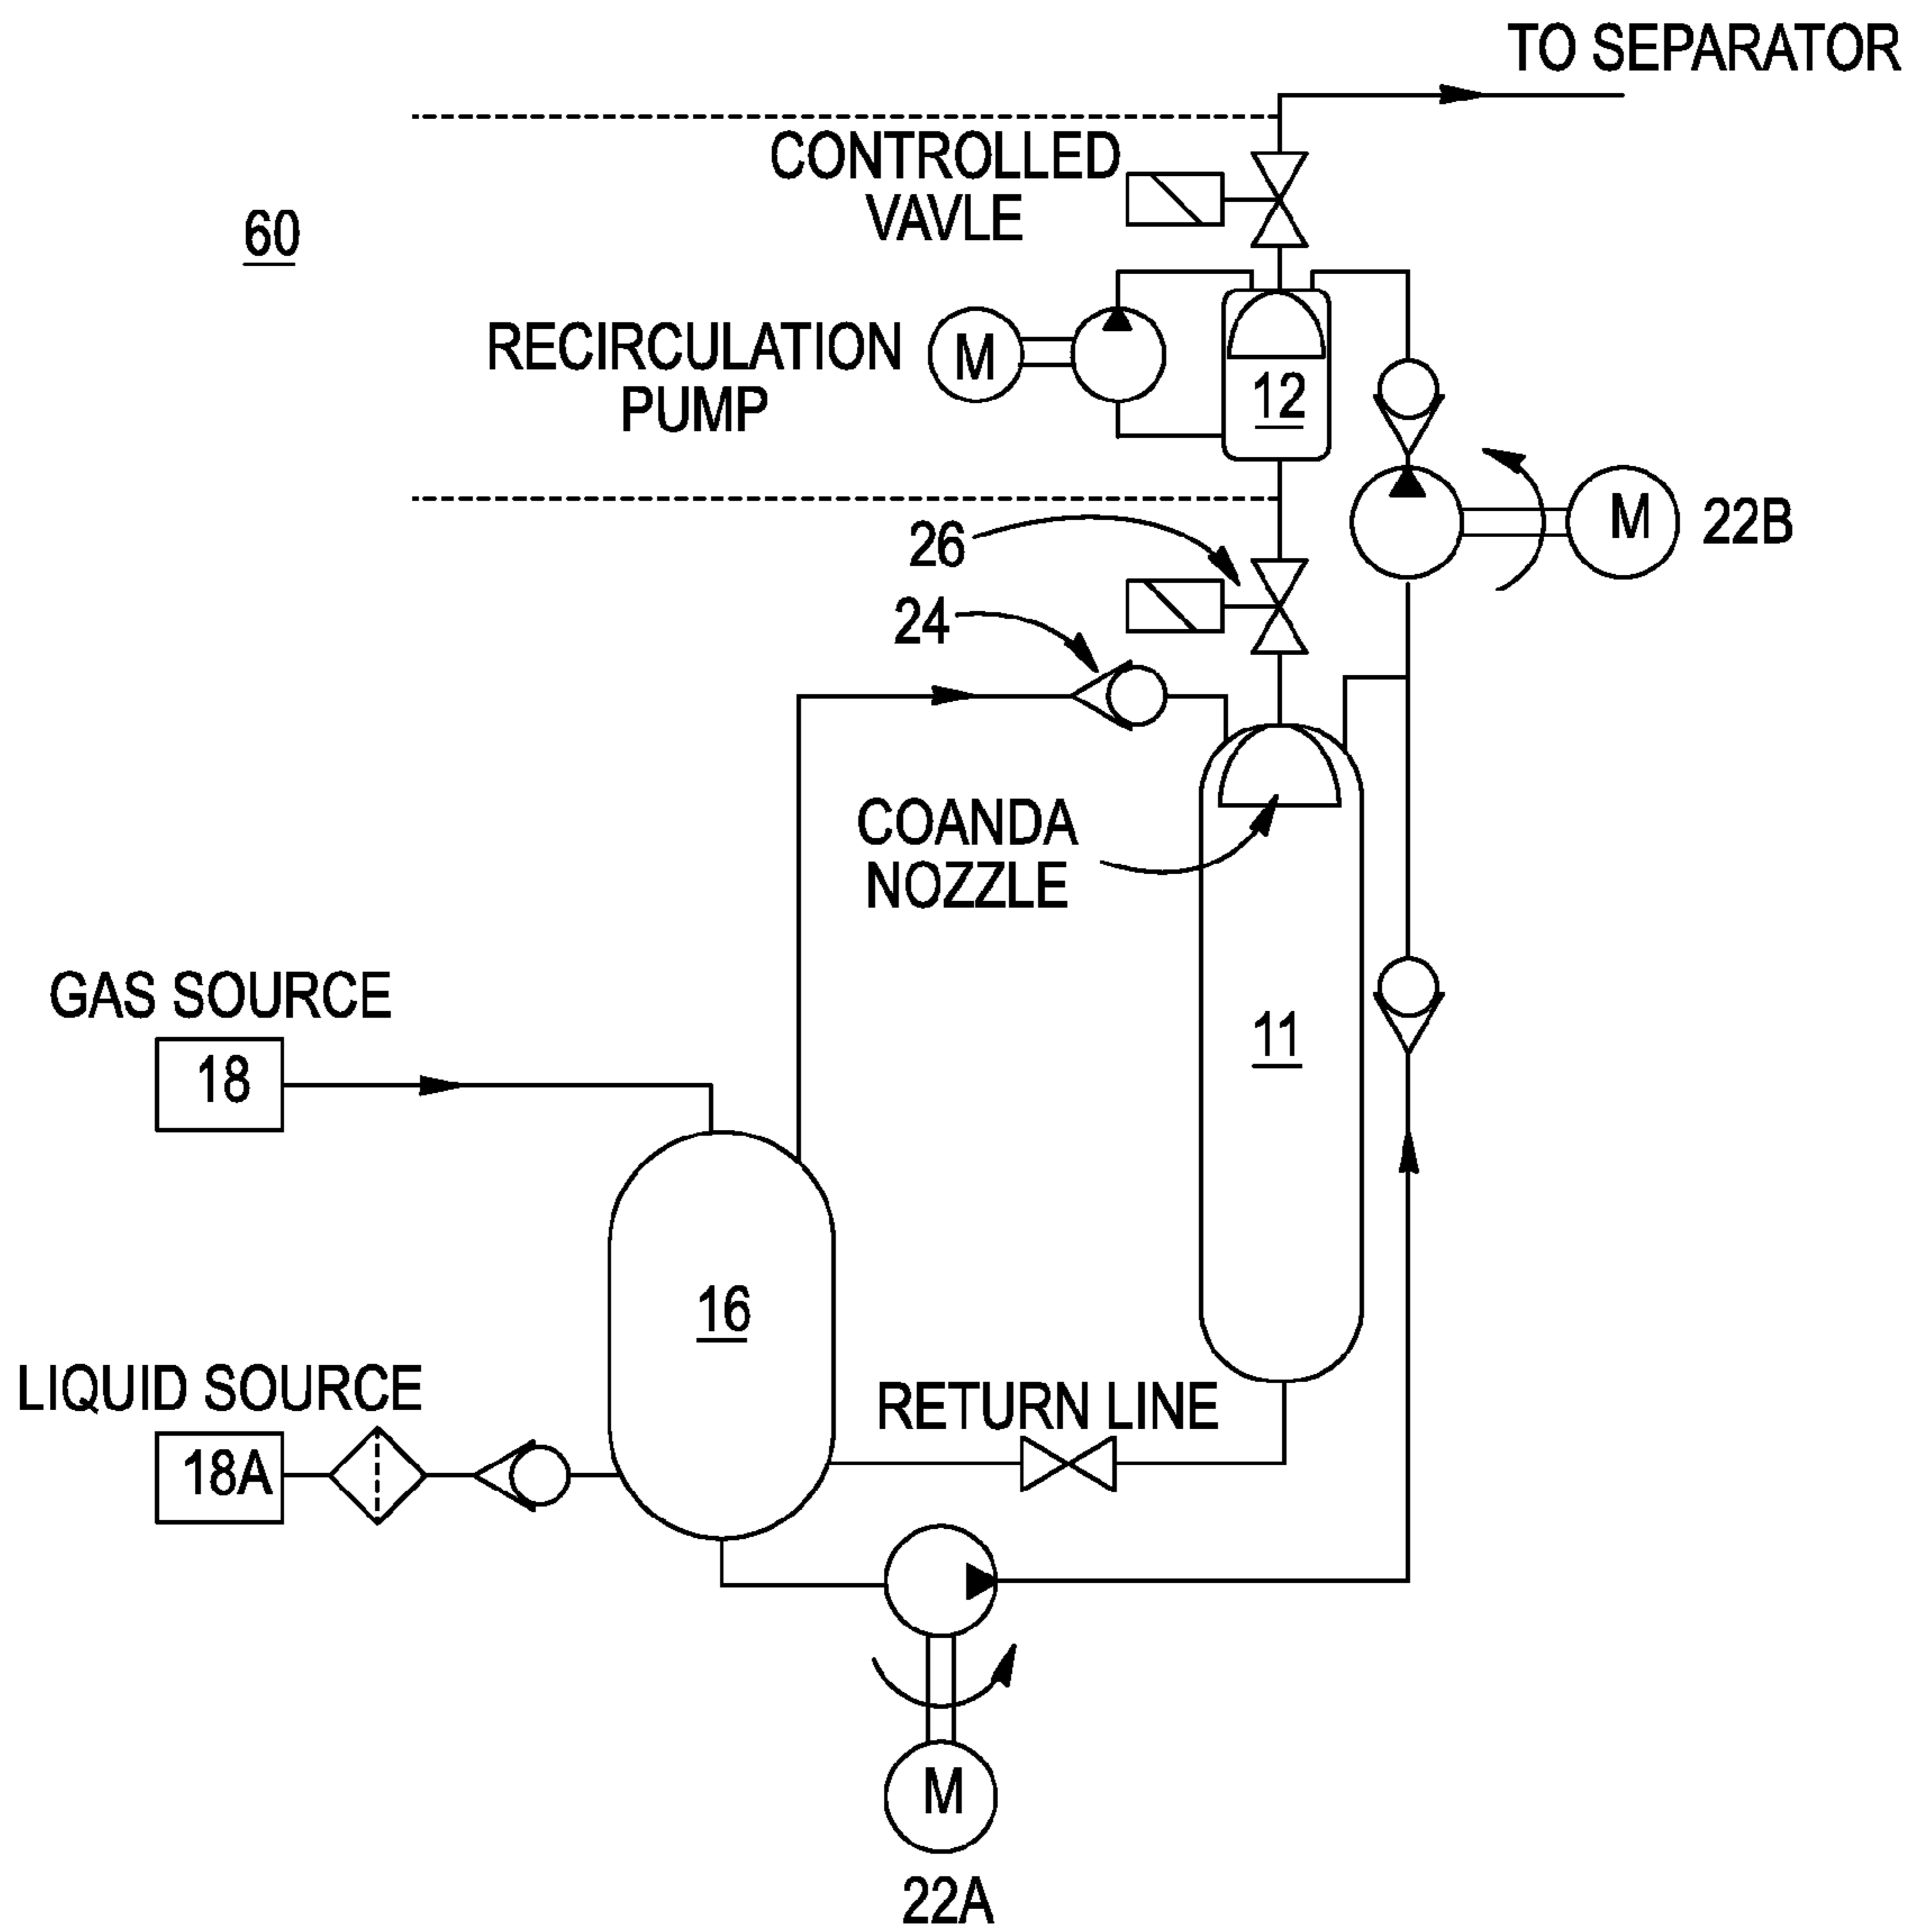 TO SEPARATOR
CONTROLLED
VAVLE
60
RECIRCULATION
PUMP
M
12
M
22B
26
24
COANDA
NOZZLE
GAS SOURCE
18
11
16
LIQUID SOURCE
18A
RETURN LINE
M
22A